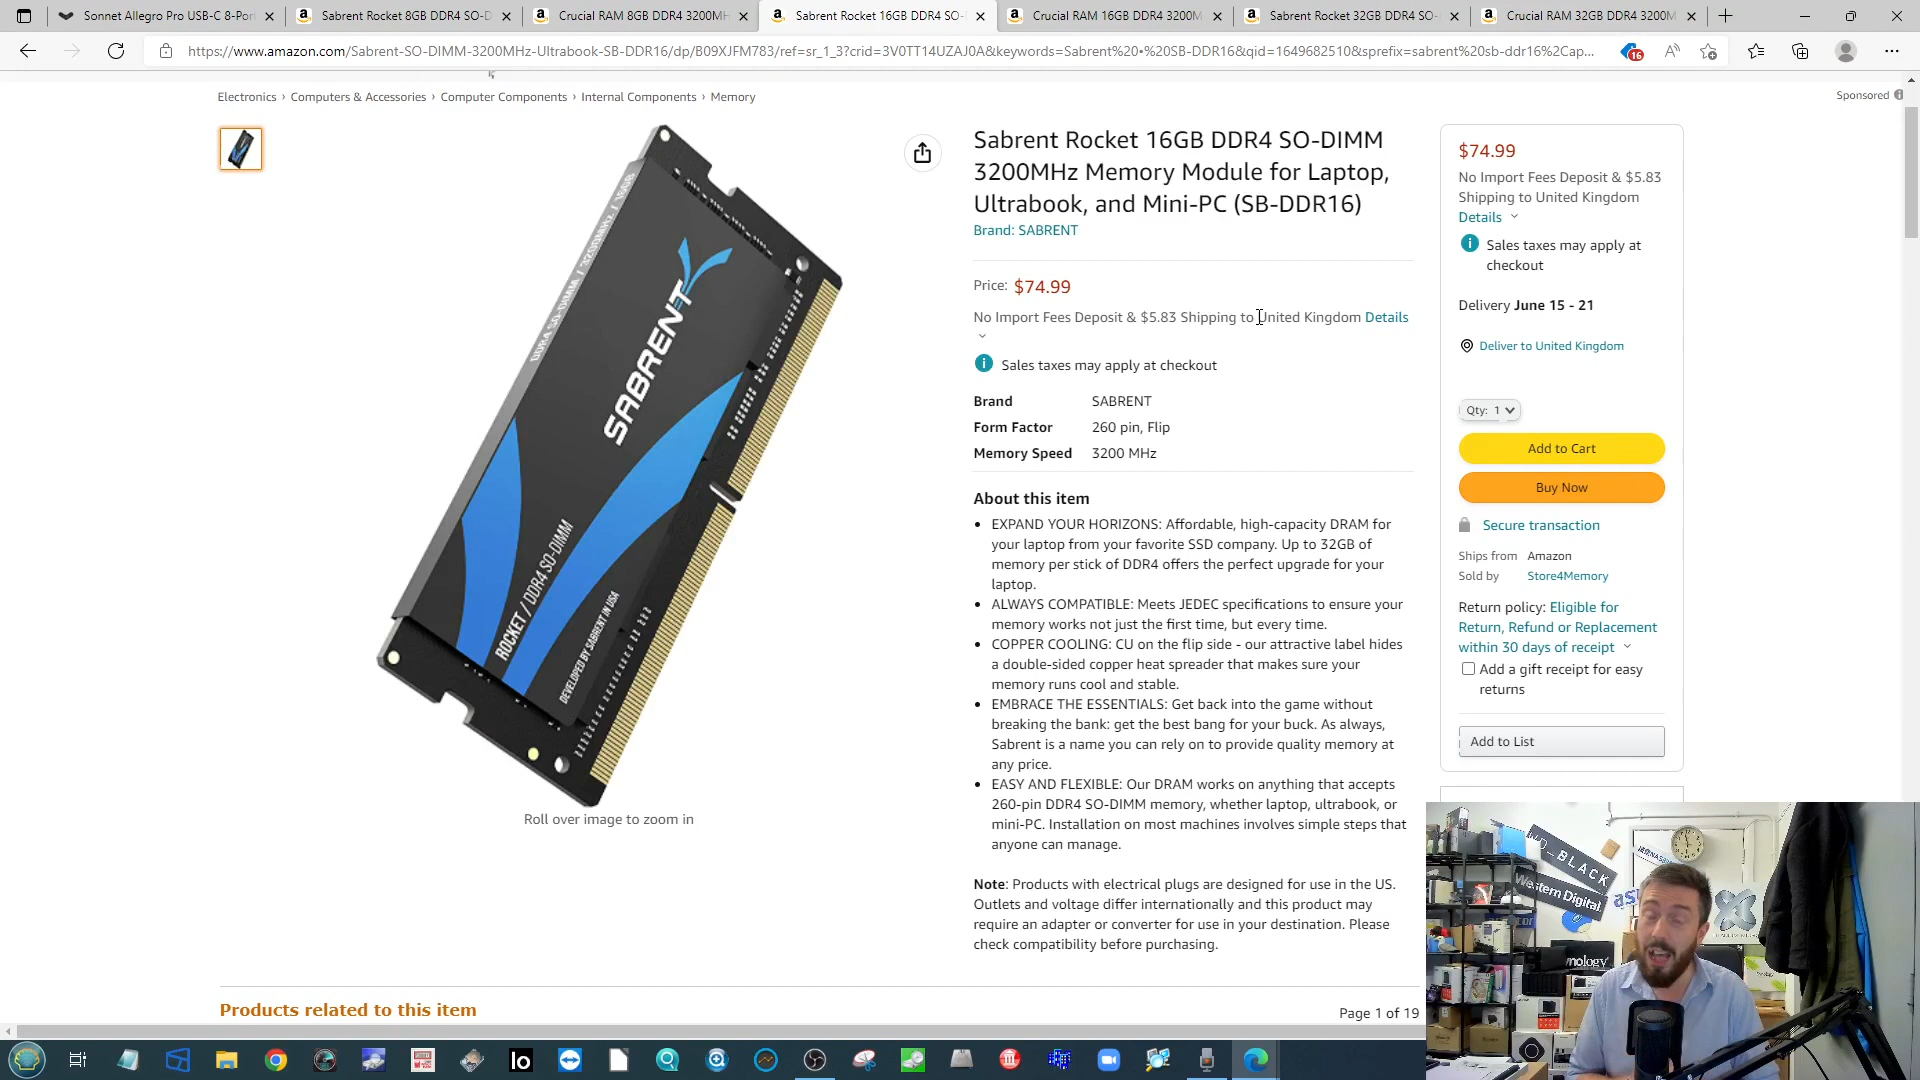 Sonnet Allegro Pro USB-C 8-Por
Sabrent Rocket 8GB DDR4 SO-D
Crucial RAM 8GB DDR4 3200MH
Sabrent Rocket 16GB DDR4 SO-
Crucial RAM 16GB DDR4 3200M
Sabrent Rocket 32GB DDR4 SO-
Crucial RAM 32GB DDR4 3200M
https://www.amazon.com/Sabrent-SO-DIMM-3200MHz-Ultrabook-SB-DDR16/dp/B09XJFM783/ref=sr_1_3?crid=3V0TT14UZAJ0A&keywords=Sabrent%20•%20SB-DDR16&qid=1649682510&sprefix=sabrent%20sb-ddr16%2Cap...
16
Electronics › Computers & Accessories › Computer Components › Internal Components › Memory
Sponsored
Sabrent Rocket 16GB DDR4 SO-DIMM
3200MHz Memory Module for Laptop,
Ultrabook, and Mini-PC (SB-DDR16)
Brand: SABRENT
Price: $74.99
No Import Fees Deposit & $5.83 Shipping to United Kingdom Details
Sales taxes may apply at checkout
Brand SABRENT
Form Factor 260 pin, Flip
Memory Speed 3200 MHz
About this item
• EXPAND YOUR HORIZONS: Affordable, high-capacity DRAM for
your laptop from your favorite SSD company. Up to 32GB of
memory per stick of DDR4 offers the perfect upgrade for your
laptop.
• ALWAYS COMPATIBLE: Meets JEDEC specifications to ensure your
memory works not just the first time, but every time.
• COPPER COOLING: CU on the flip side - our attractive label hides
a double-sided copper heat spreader that makes sure your
memory runs cool and stable.
• EMBRACE THE ESSENTIALS: Get back into the game without
breaking the bank: get the best bang for your buck. As always,
Sabrent is a name you can rely on to provide quality memory at
any price.
• EASY AND FLEXIBLE: Our DRAM works on anything that accepts
260-pin DDR4 SO-DIMM memory, whether laptop, ultrabook, or
mini-PC. Installation on most machines involves simple steps that
anyone can manage.
Note: Products with electrical plugs are designed for use in the US.
Outlets and voltage differ internationally and this product may
require an adapter or converter for use in your destination. Please
check compatibility before purchasing.
$74.99
No Import Fees Deposit & $5.83
Shipping to United Kingdom
Details
Sales taxes may apply at
checkout
Delivery June 15 - 21
Deliver to United Kingdom
Qty: 1
Add to Cart
Buy Now
Secure transaction
Ships from Amazon
Sold by Store4Memory
Return policy: Eligible for
Return, Refund or Replacement
within 30 days of receipt
Add a gift receipt for easy
returns
Add to List
DDR4 SO-DIMM | 3200MHz | 16GB
SABRENT
ROCKET / DDR4 SO-DIMM
DEVELOPED BY SABRENT IN USA
Roll over image to zoom in
Products related to this item
Page 1 of 19
BLACK
Western Digital
ynology
Io